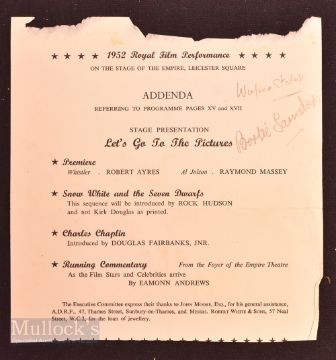 ★ ★ ★ ★ 1952 Royal Film Performance ★ ★ ★ ★
ON THE STAGE OF THE EMPIRE, LEICESTER SQUARE
ADDENDA
REFERRING TO PROGRAMME PAGES XV and XVII
STAGE PRESENTATION
Let's Go To The Pictures
★ Premiere
Whistler . ROBERT AYRES Al Jolson . RAYMOND MASSEY
★ Snow White and the Seven Dwarfs
This sequence will be introduced by ROCK HUDSON
and not Kirk Douglas as printed.
★ Charles Chaplin
Introduced by DOUGLAS FAIRBANKS, JNR.
★ Running Commentary From the Foyer of the Empire Theatre
As the Film Stars and Celebrities arrive
By EAMONN ANDREWS
The Executive Committee express their thanks to JOHN MOORE, ESQ., for his general assistance,
A.D.R.F., 47, Thames Street, Sunbury-on-Thames, and MESSRS. ROBERT WHITE & SONS, 57 Neal
Street, W.C.2, for the loan of jewellery.
Mullock's